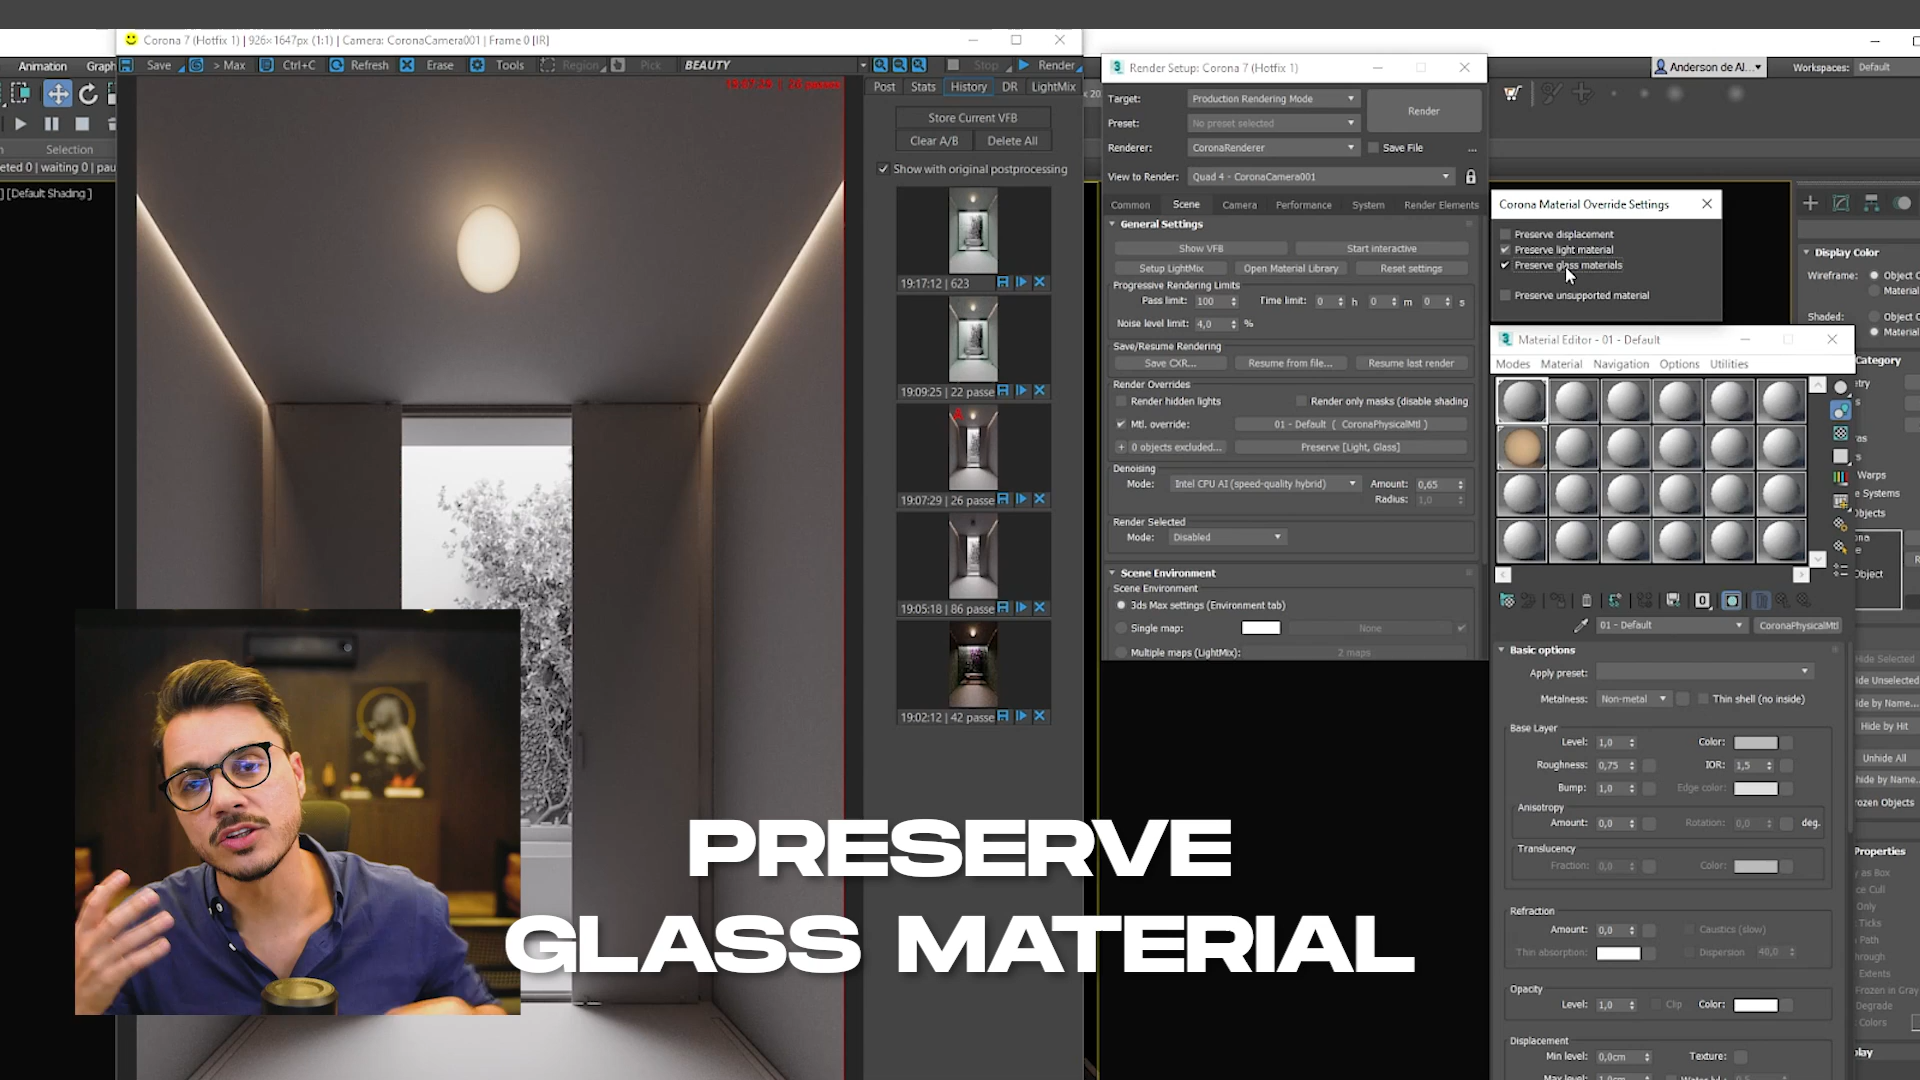 Corona 7 (Hotfix 1) | 926×1647px (1:1) | Camera: CoronaCamera001 | Frame 0 [IR]
Animation
Save
> Max
Ctrl+C
Refresh
Erase
Tools
Region
Pick
BEAUTY
Stop
Render
Selection
[Default Shading ]
Post
Stats
History
DR
LightMix
Store Current VFB
Clear A/B
Delete All
Show with original postprocessing
19:17:12 | 623
19:09:25 | 22 passe
A
19:07:29 | 26 passe
19:05:18 | 86 passe
19:02:12 | 42 passe
Render Setup: Corona 7 (Hotfix 1)
Target:
Production Rendering Mode
Render
Preset:
No preset selected
Renderer:
CoronaRenderer
Save File
...
View to Render:
Quad 4 - CoronaCamera001
Common
Scene
Camera
Performance
System
Render Elements
General Settings
Show VFB
Start interactive
Setup LightMix
Open Material Library
Reset settings
Progressive Rendering Limits
Pass limit: 100
Time limit: 0 h 0 m 0 s
Noise level limit: 4,0 %
Save/Resume Rendering
Save CXR...
Resume from file...
Resume last render
Render Overrides
Render hidden lights
Render only masks (disable shading
Mtl. override:
01 - Default ( CoronaPhysicalMtl )
+ 0 objects excluded...
Preserve [Light, Glass]
Denoising
Mode: Intel CPU AI (speed-quality hybrid)
Amount: 0,65
Radius: 1,0
Render Selected
Mode: Disabled
Scene Environment
Scene Environment
3ds Max settings (Environment tab)
Single map:
None
Multiple maps (LightMix):
2 maps
Anderson de Al...
Workspaces: Default
Corona Material Override Settings
Preserve displacement
Preserve light material
Preserve glass materials
Preserve unsupported material
Material Editor - 01 - Default
Modes
Material
Navigation
Options
Utilities
01 - Default
CoronaPhysicalMtl
Basic options
Apply preset:
Metalness: Non-metal
Thin shell (no inside)
Base Layer
Level: 1,0
Color:
Roughness: 0,75
IOR: 1,5
Bump: 1,0
Edge color:
Anisotropy
Amount: 0,0
Rotation: 0,0 deg.
Translucency
Fraction: 0,0
Color:
Refraction
Amount: 0,0
Caustics (slow)
Thin absorption:
Dispersion 40,0
Opacity
Level: 1,0
Clip
Color:
Displacement
Min level: 0,0cm
Texture:
Display Color
Wireframe:
Object
Material
Shaded:
Object
Material
Category
Warps
Systems
Object
Hide Selected
Unhide All
Hide by Hit
Properties
PRESERVE
GLASS MATERIAL